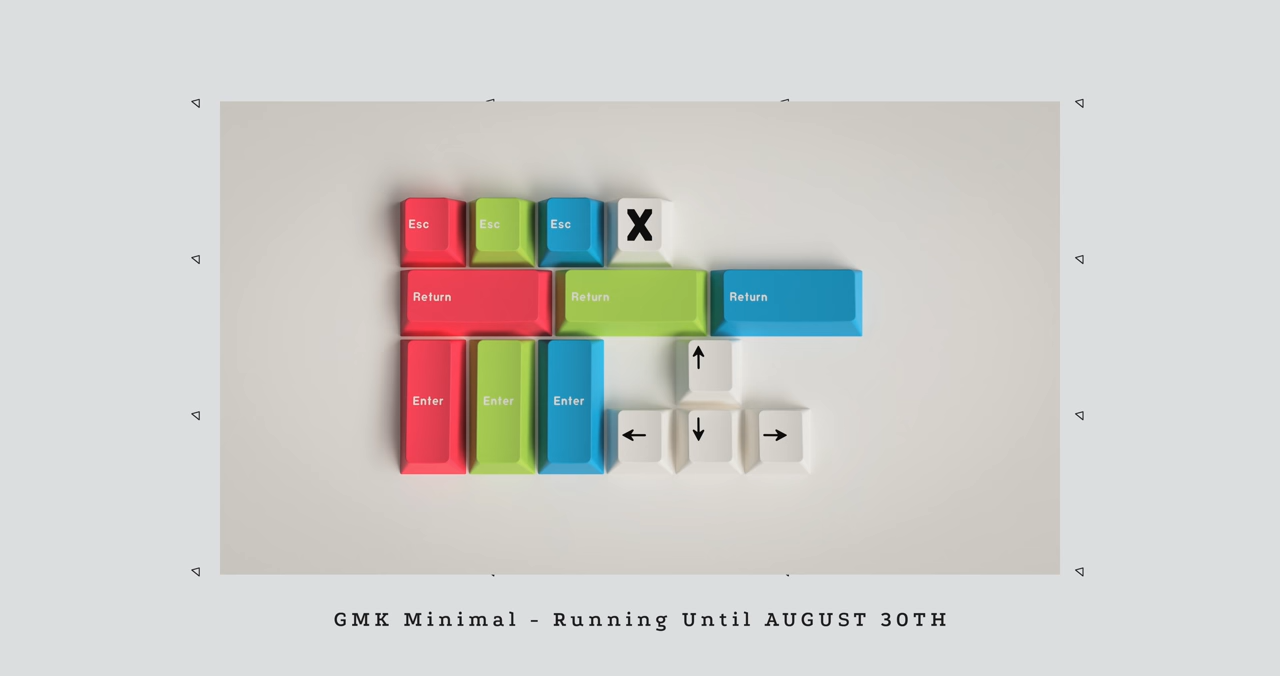 Esc Esc Esc X
Return Return Return
↑
Enter Enter Enter
← ↓ →
GMK Minimal - Running Until AUGUST 30TH